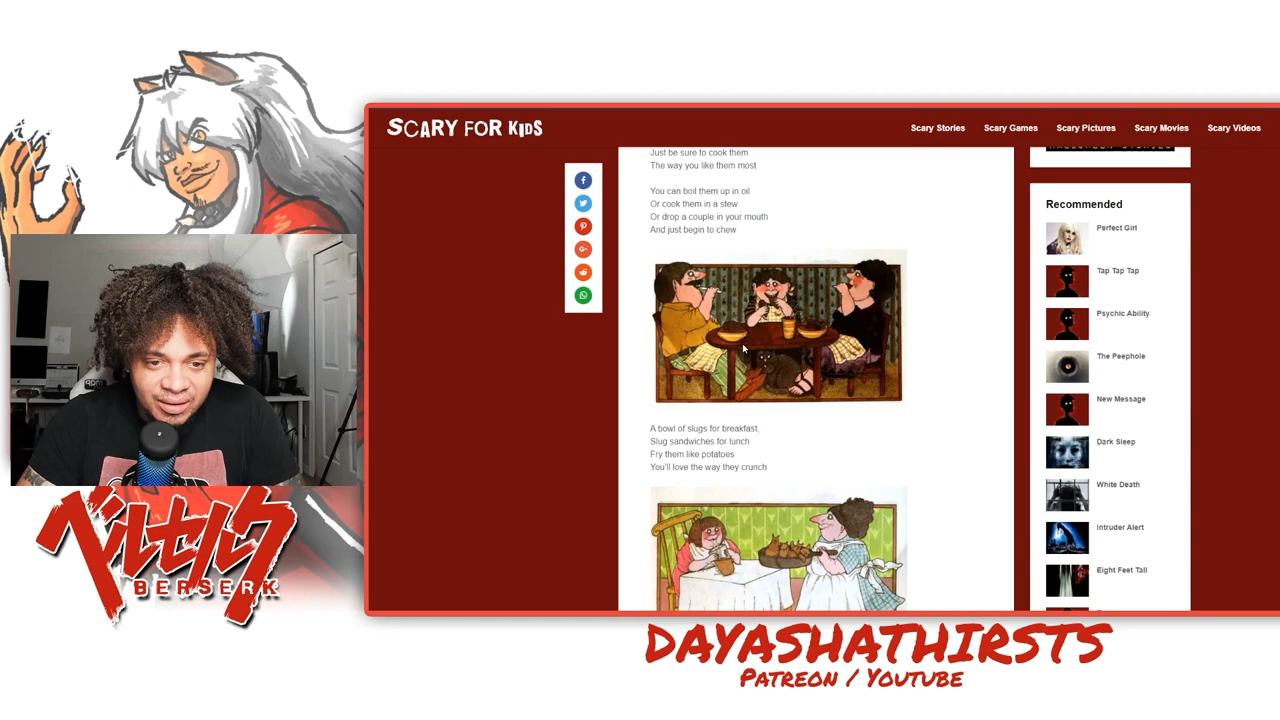 SCARY FOR KIDS
Scary Stories
Scary Games
Scary Pictures
Scary Movies
Scary Videos
Just be sure to cook them
The way you like them most
You can boil them up in oil
Or cook them in a stew
Or drop a couple in your mouth
And just begin to chew
A bowl of slugs for breakfast,
Slug sandwiches for lunch
Fry them like potatoes
You'll love the way they crunch
Recommended
Perfect Girl
Tap Tap Tap
Psychic Ability
The Peephole
New Message
Dark Sleep
White Death
Intruder Alert
Eight Feet Tall
ベルセルク
BERSERK
DAYASHATHIRSTS
PATREON / YOUTUBE